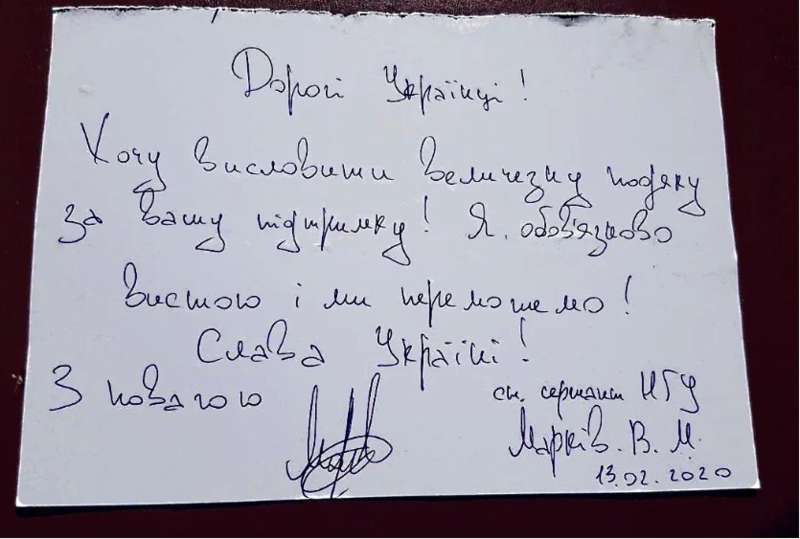 Дорогі Українці!
Хочу висловити величезну подяку
за вашу підтримку! Я обов'язково
вистою і ми переможемо!
Слава Україні!
З повагою
ст. сержант НГУ
Марків. В. М.
13.02.2020